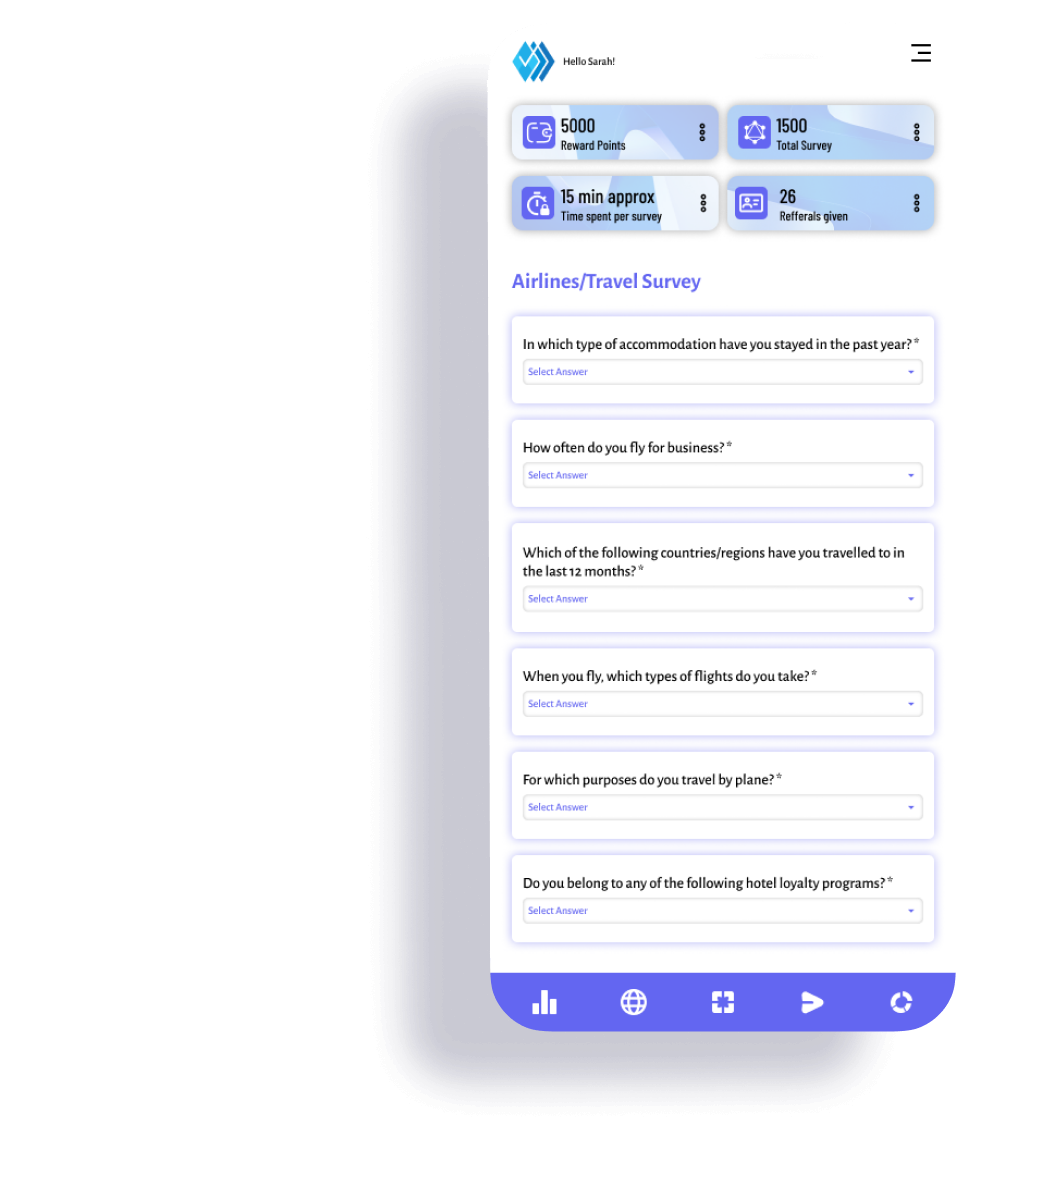 Hello Sarah!
5000
Reward Points
1500
Total Survey
15 min approx
Time spent per survey
26
Refferals given
Airlines/Travel Survey
In which type of accommodation have you stayed in the past year? *
Select Answer
How often do you fly for business? *
Select Answer
Which of the following countries/regions have you travelled to in
the last 12 months? *
Select Answer
When you fly, which types of flights do you take? *
Select Answer
For which purposes do you travel by plane? *
Select Answer
Do you belong to any of the following hotel loyalty programs? *
Select Answer